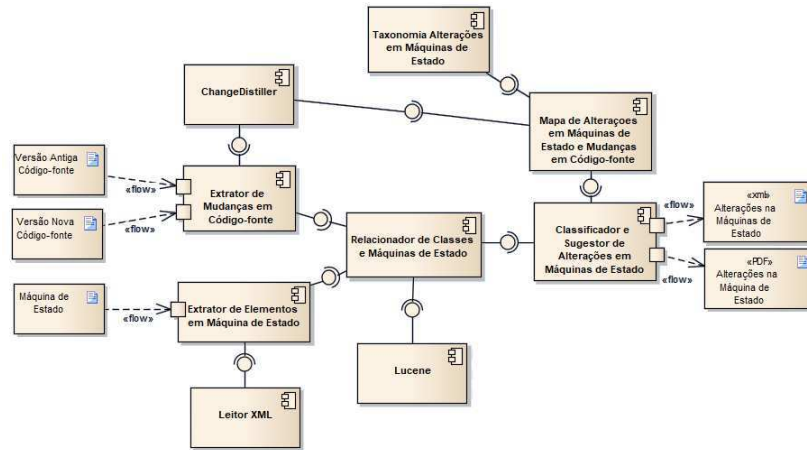 Taxonomia Alterações
em Máquinas de
Estado
ChangeDistiller
Mapa de Alteraçoes
em Máquinas de
Estado e Mudanças
em Código-fonte
Versão Antiga
Código-fonte
«flow»
Versão Nova
Código-fonte
«flow»
Extrator de
Mudanças em
Código-fonte
Relacionador de Classes
e Máquinas de Estado
Classificador e
Sugestor de
Alterações em
Máquinas de Estado
«flow»
«xml»
Alterações na
Máquinas de
Estado
«flow»
«PDF»
Alterações na
Máquina de
Estado
Máquina de
Estado
«flow»
Extrator de Elementos
em Máquina de Estado
Lucene
Leitor XML